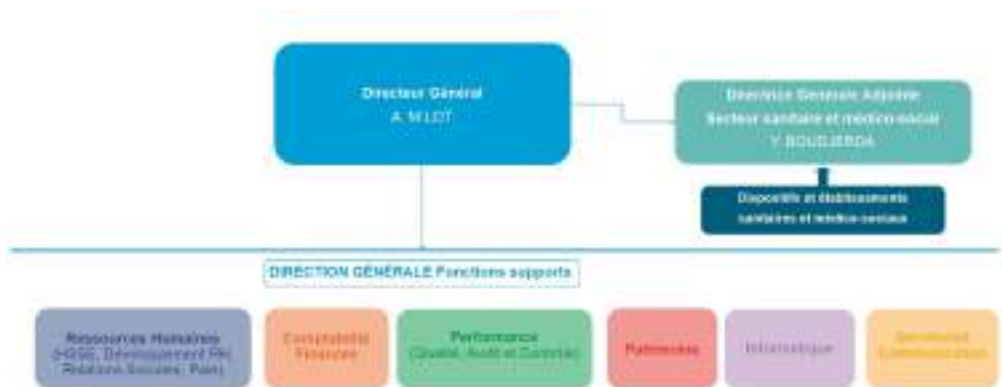 Directeur Général
A. MILOT
Directrice Générale Adjointe
Secteur sanitaire et médico-social
Y. BOUDJERDA
Dispositifs et établissements
sanitaires et médico-sociaux
DIRECTION GÉNÉRALE Fonctions supports
Ressources Humaines
Développement RH,
Relations Sociales, Paie)
Comptabilité
Finances
Performance
(Qualité, Audit et Contrôle)
Patrimoine
Informatique
Secrétariat
Communication